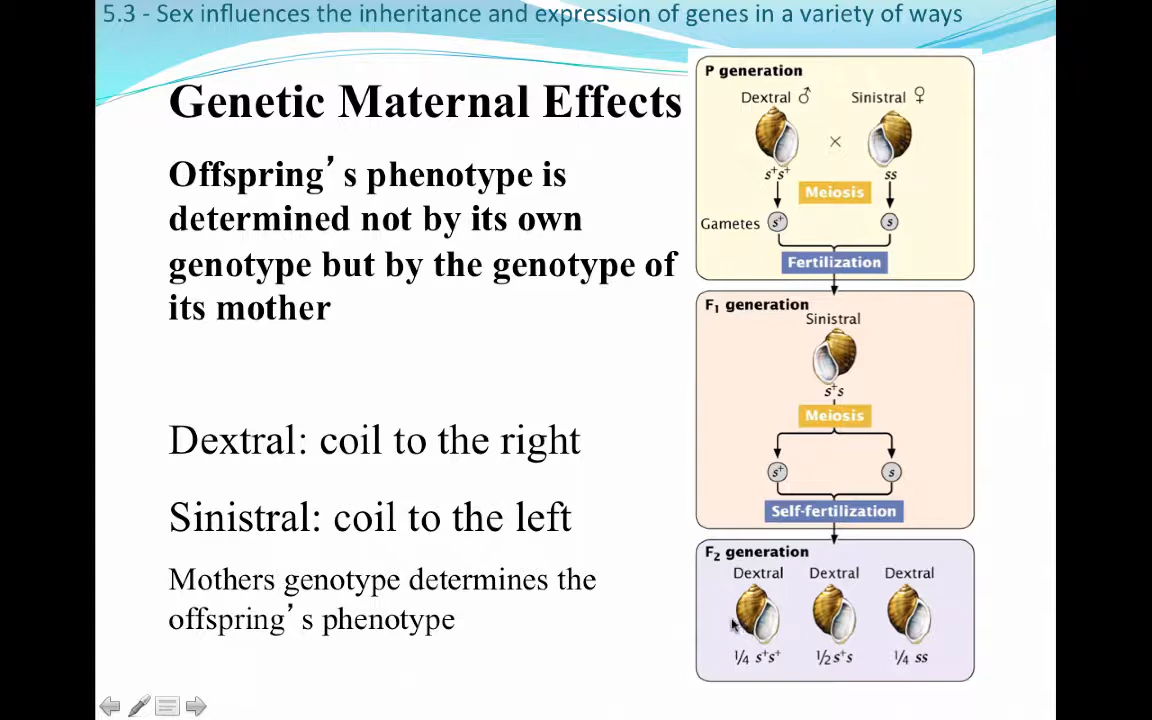 5.3 - Sex influences the inheritance and expression of genes in a variety of ways
Genetic Maternal Effects
Offspring's phenotype is
determined not by its own
genotype but by the genotype of
its mother
Dextral: coil to the right
Sinistral: coil to the left
Mothers genotype determines the
offspring's phenotype
P generation
Dextral ♂ Sinistral ♀
×
s⁺s⁺ ss
Meiosis
Gametes s⁺ s
Fertilization
F₁ generation
Sinistral
s⁺s
Meiosis
s⁺ s
Self-fertilization
F₂ generation
Dextral Dextral Dextral
1/4 s⁺s⁺ 1/2 s⁺s 1/4 ss